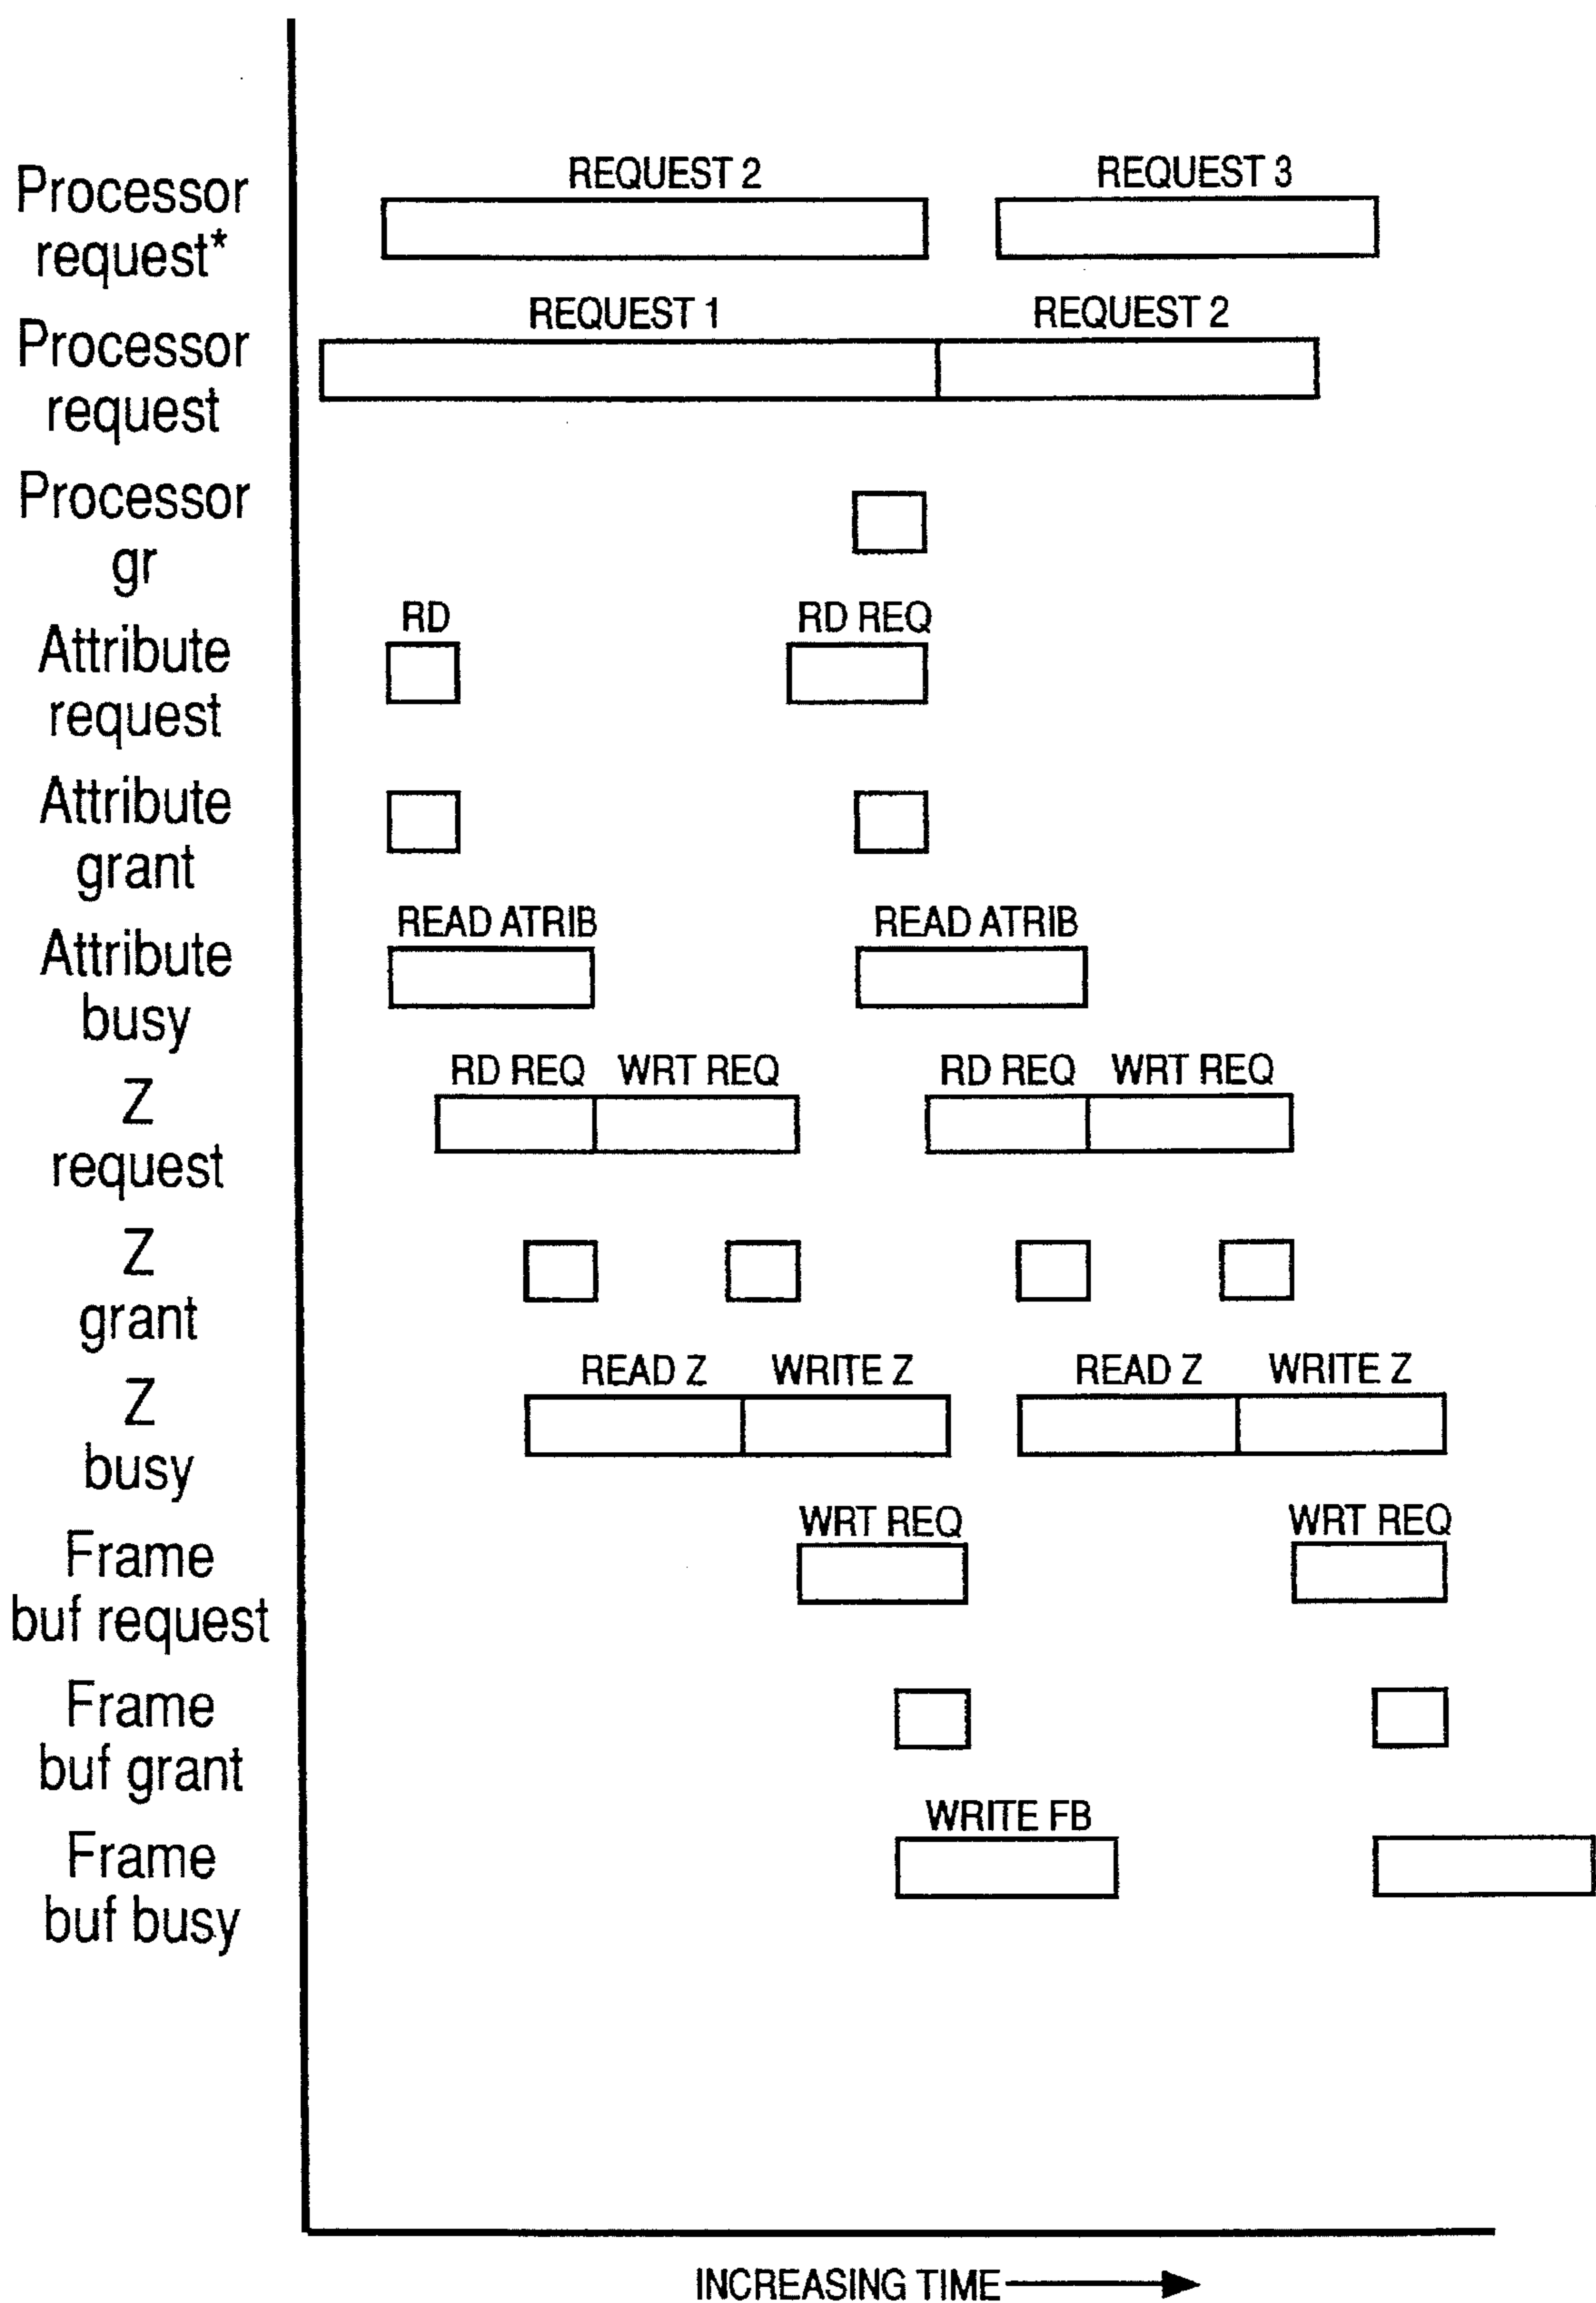 REQUEST 2 REQUEST 3
Processor
request*
REQUEST 1 REQUEST 2
Processor
request
Processor
gr
RD RD REQ
Attribute
request
Attribute
grant
READ ATRIB READ ATRIB
Attribute
busy
RD REQ WRT REQ RD REQ WRT REQ
Z
request
Z
grant
READ Z WRITE Z READ Z WRITE Z
Z
busy
WRT REQ WRT REQ
Frame
buf request
Frame
buf grant
WRITE FB
Frame
buf busy
INCREASING TIME